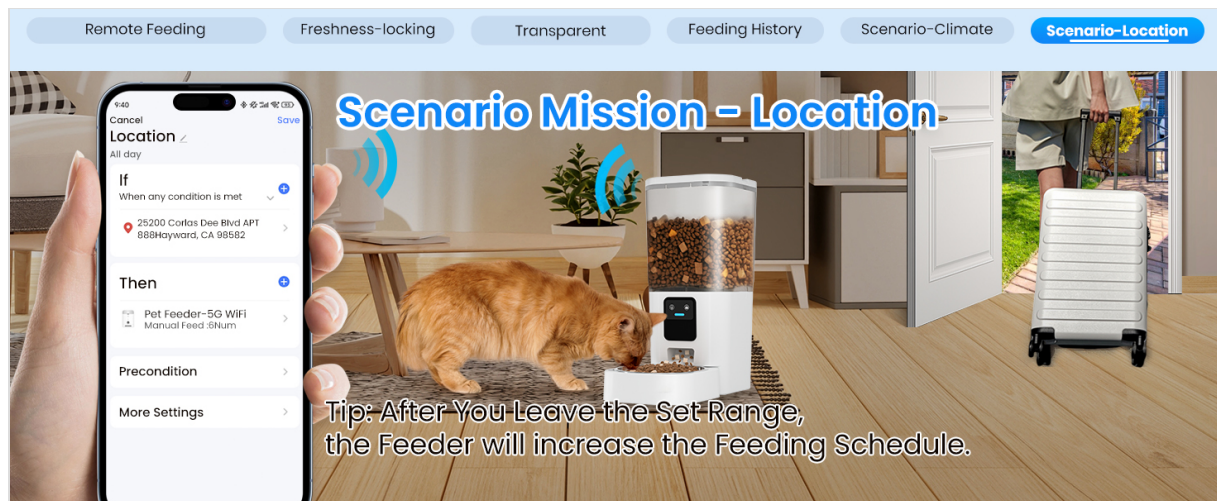 Remote Feeding
Freshness-locking
Transparent
Feeding History
Scenario-Climate
Scenario-Location
Scenario Mission - Location
9:40
Cancel
Save
Location
All day
If
When any condition is met
25200 Corlas Dee Blvd APT
888Hayward, CA 98582
Then
Pet Feeder-5G WiFi
Manual Feed :6Num
Precondition
More Settings
Tip: After You Leave the Set Range,
the Feeder will increase the Feeding Schedule.